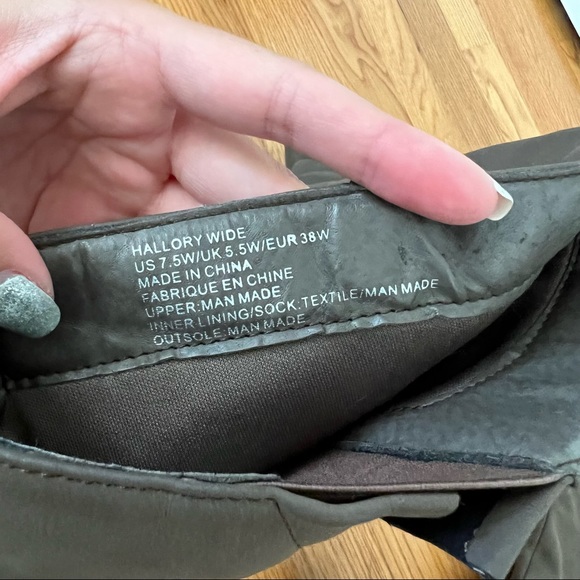 HALLORY WIDE
US 7.5W/UK 5.5W/EUR 38W
MADE IN CHINA
FABRIQUE EN CHINE
UPPER:MAN MADE
INNER LINING/SOCK:TEXTILE/MAN MADE
OUTSOLE:MAN MADE